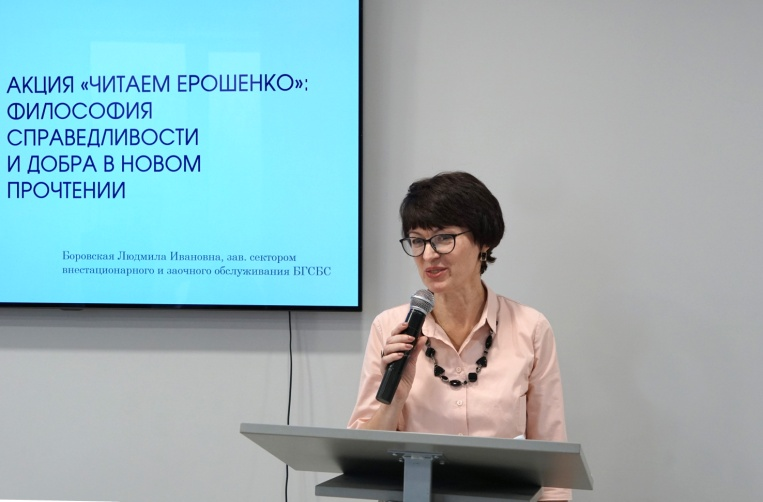 АКЦИЯ «ЧИТАЕМ ЕРОШЕНКО»:
ФИЛОСОФИЯ
СПРАВЕДЛИВОСТИ
И ДОБРА В НОВОМ
ПРОЧТЕНИИ
Боровская Людмила Ивановна, зав. сектором
внестационарного и заочного обслуживания БГСБС